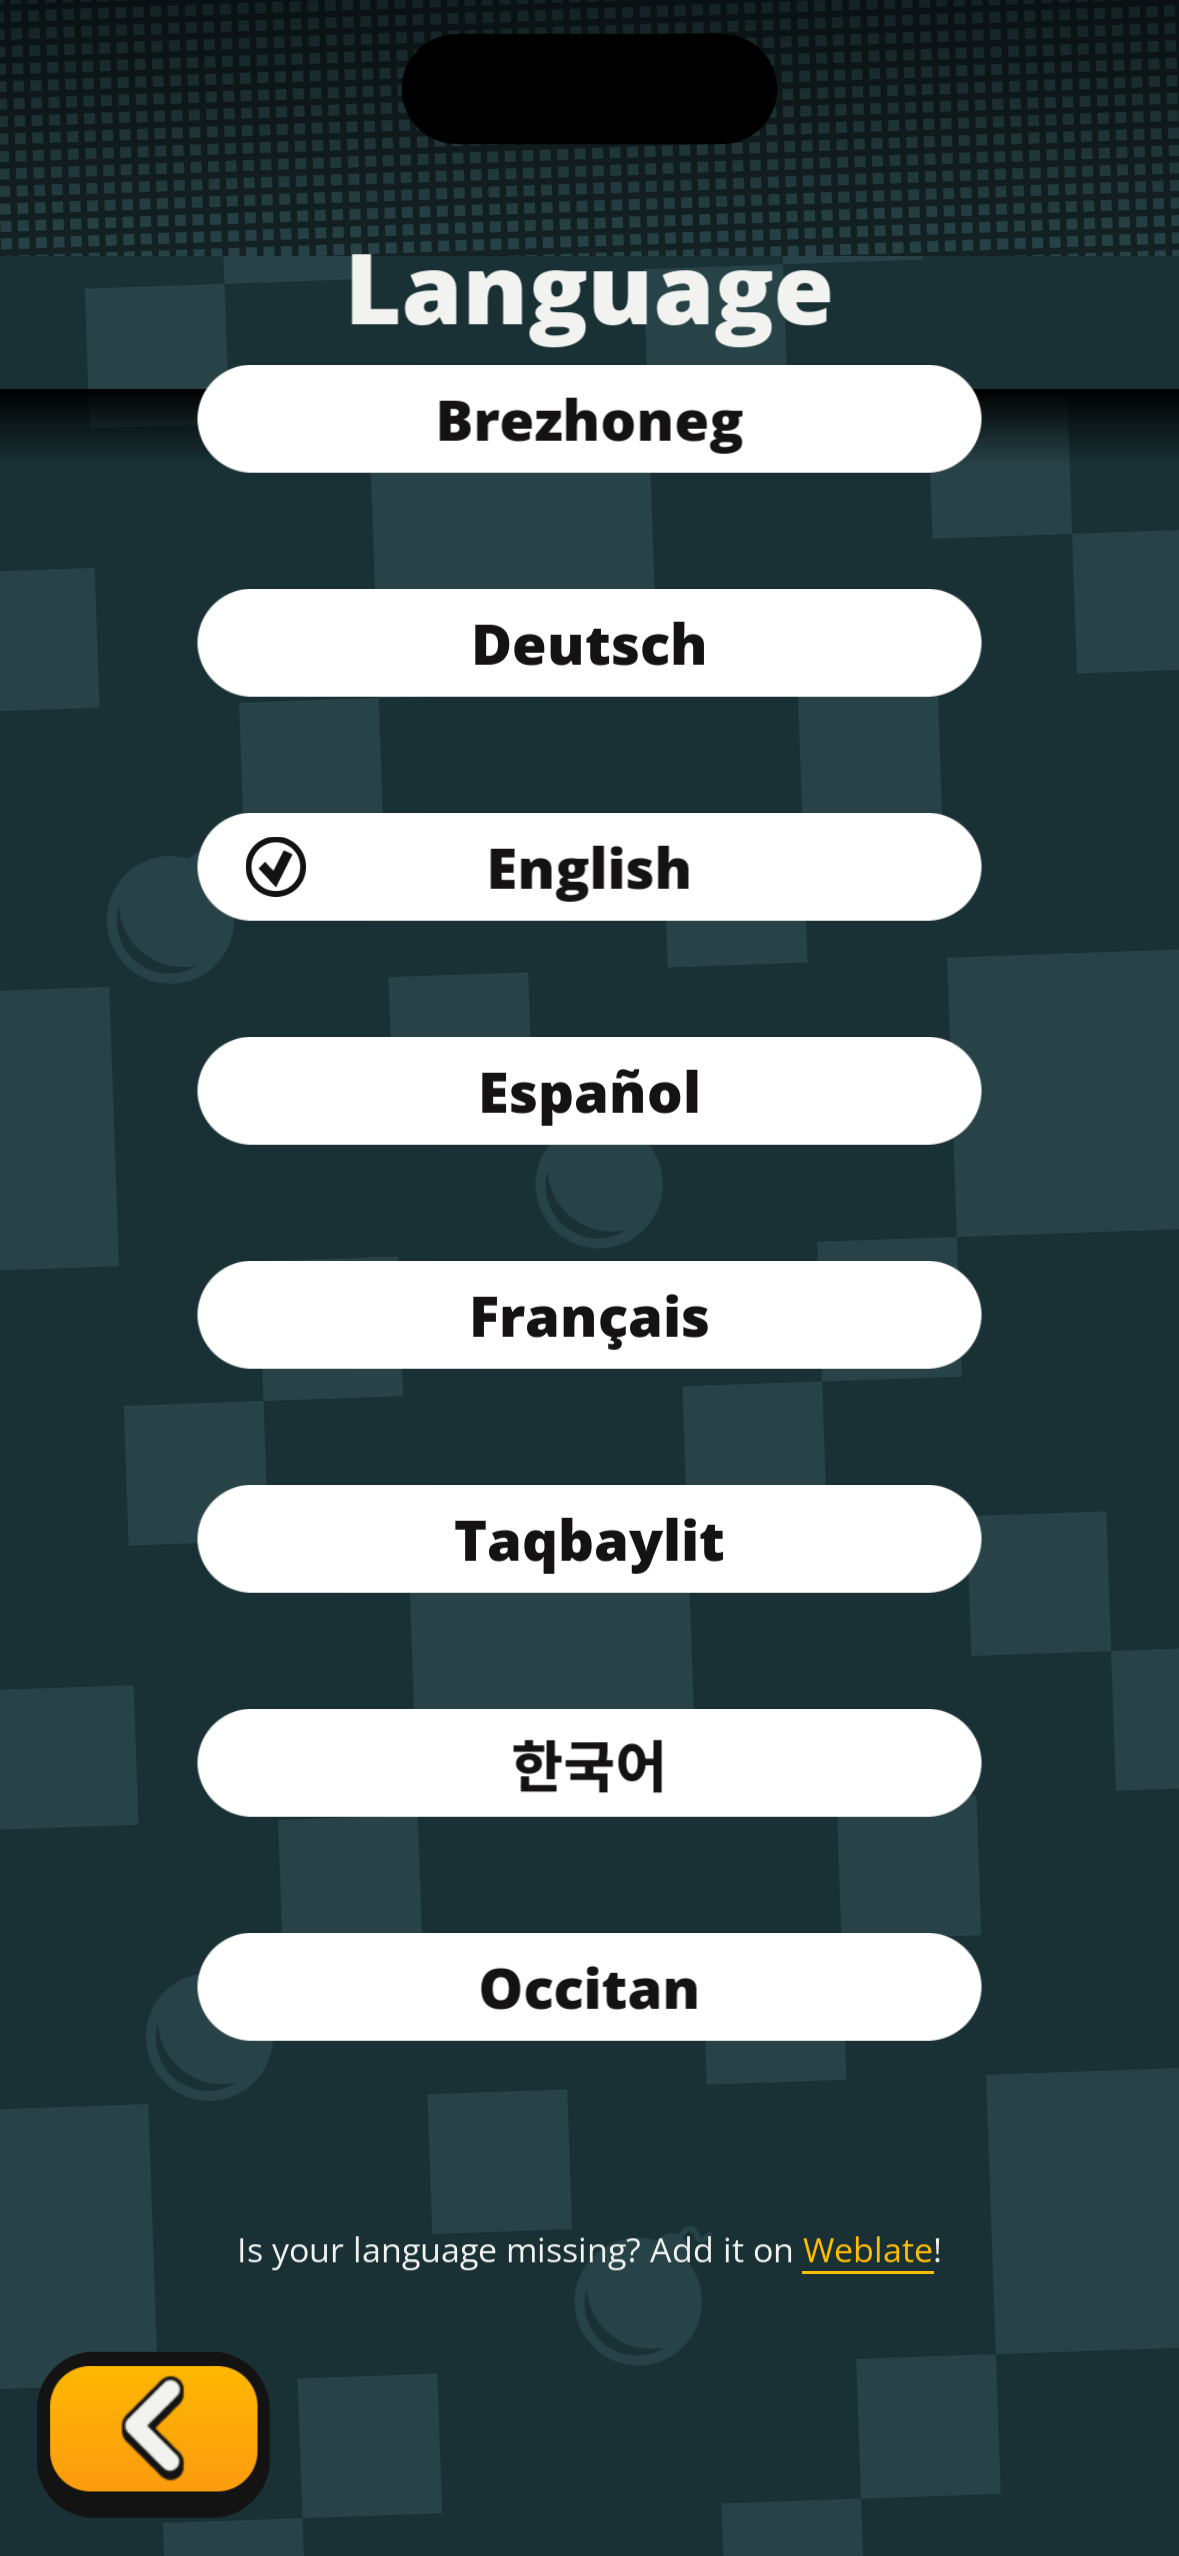 Language
Brezhoneg
Deutsch
English
Español
Français
Taqbaylit
한국어
Occitan
Is your language missing? Add it on Weblate!